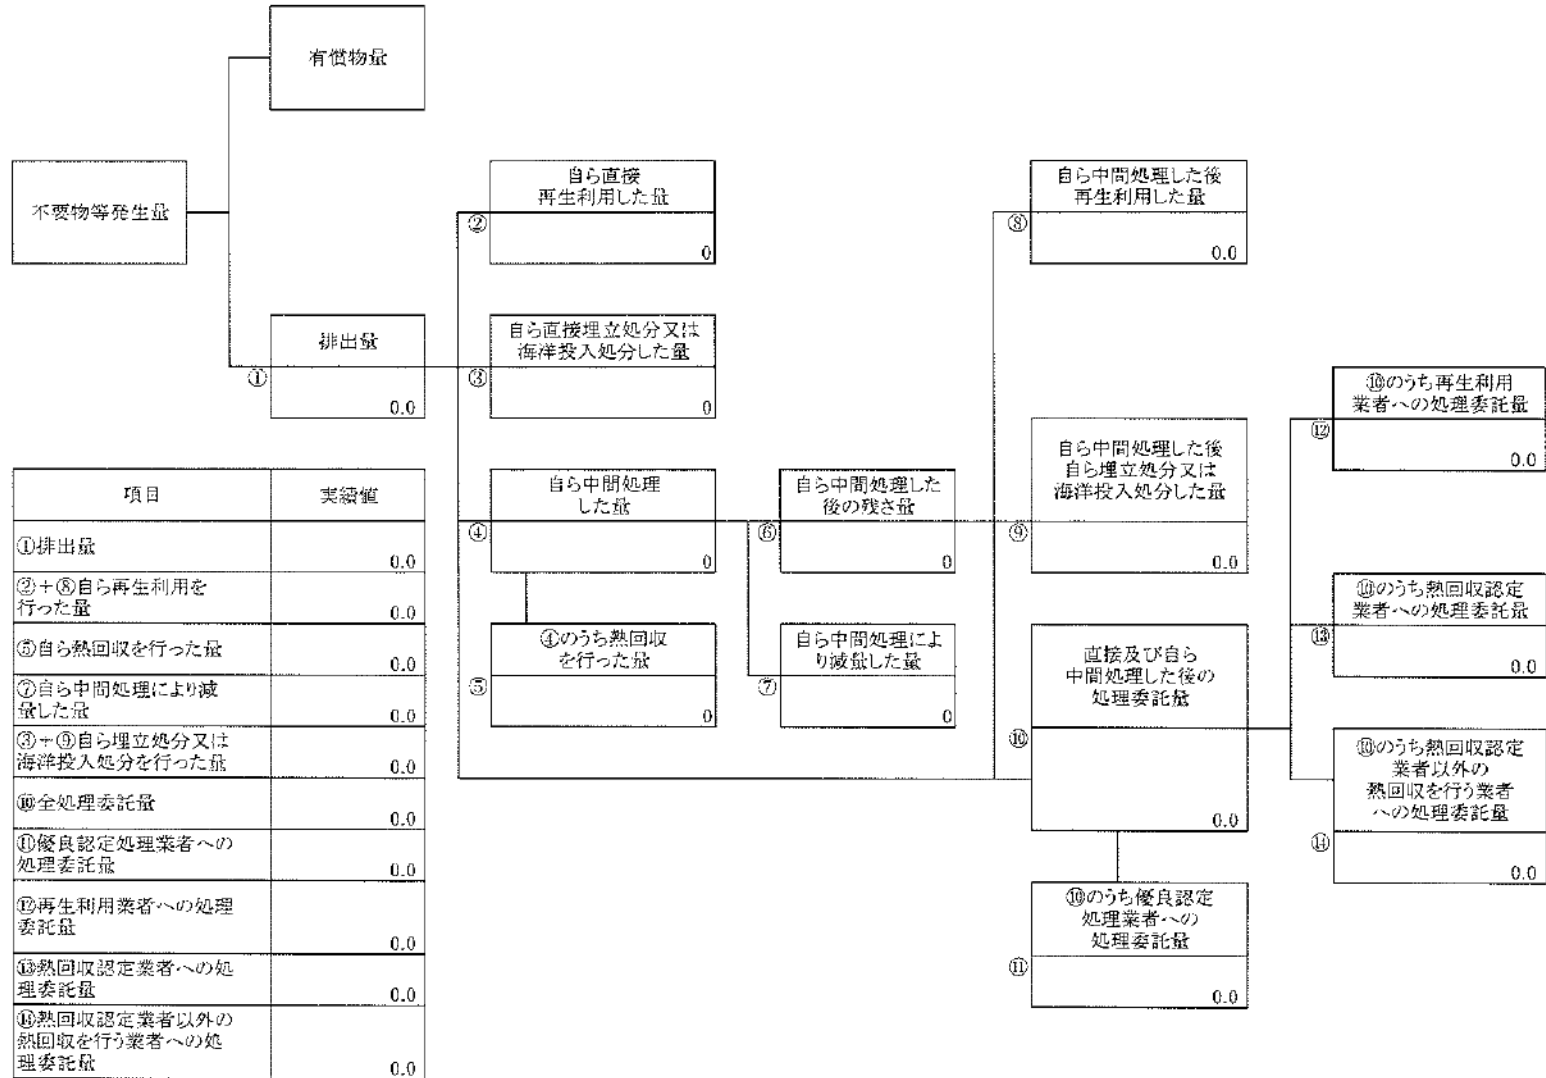 有償物量
不要物等発生量
排出量
①
0.0
自ら直接
再生利用した量
②
0
自ら直接埋立処分又は
海洋投入処分した量
③
0
自ら中間処理
した量
④
0
④のうち熱回収
を行った量
⑤
0
自ら中間処理した
後の残さ量
⑥
0
自ら中間処理によ
り減量した量
⑦
0
自ら中間処理した後
再生利用した量
⑧
0.0
自ら中間処理した後
自ら埋立処分又は
海洋投入処分した量
⑨
0.0
直接及び自ら
中間処理した後の
処理委託量
⑩
0.0
⑩のうち優良認定
処理業者への
処理委託量
⑪
0.0
⑩のうち再生利用
業者への処理委託量
⑫
0.0
⑩のうち熱回収認定
業者への処理委託量
⑬
0.0
⑩のうち熱回収認定
業者以外の
熱回収を行う業者
への処理委託量
⑭
0.0
項目 実績値
①排出量 0.0
②+⑧自ら再生利用を
行った量 0.0
⑤自ら熱回収を行った量 0.0
⑦自ら中間処理により減
量した量 0.0
③+⑨自ら埋立処分又は
海洋投入処分を行った量 0.0
⑩全処理委託量 0.0
⑪優良認定処理業者への
処理委託量 0.0
⑫再生利用業者への処理
委託量 0.0
⑬熱回収認定業者への処
理委託量 0.0
⑭熱回収認定業者以外の
熱回収を行う業者への処
理委託量 0.0